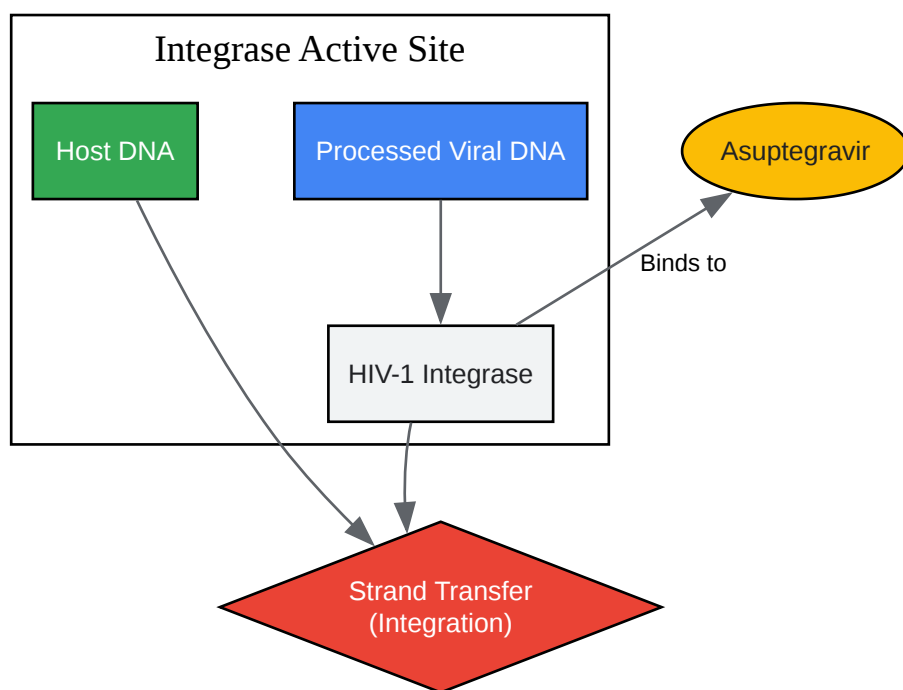 Integrase Active Site
Host DNA
Processed Viral DNA
Asuptegravir
Binds to
HIV-1 Integrase
Strand Transfer
(Integration)